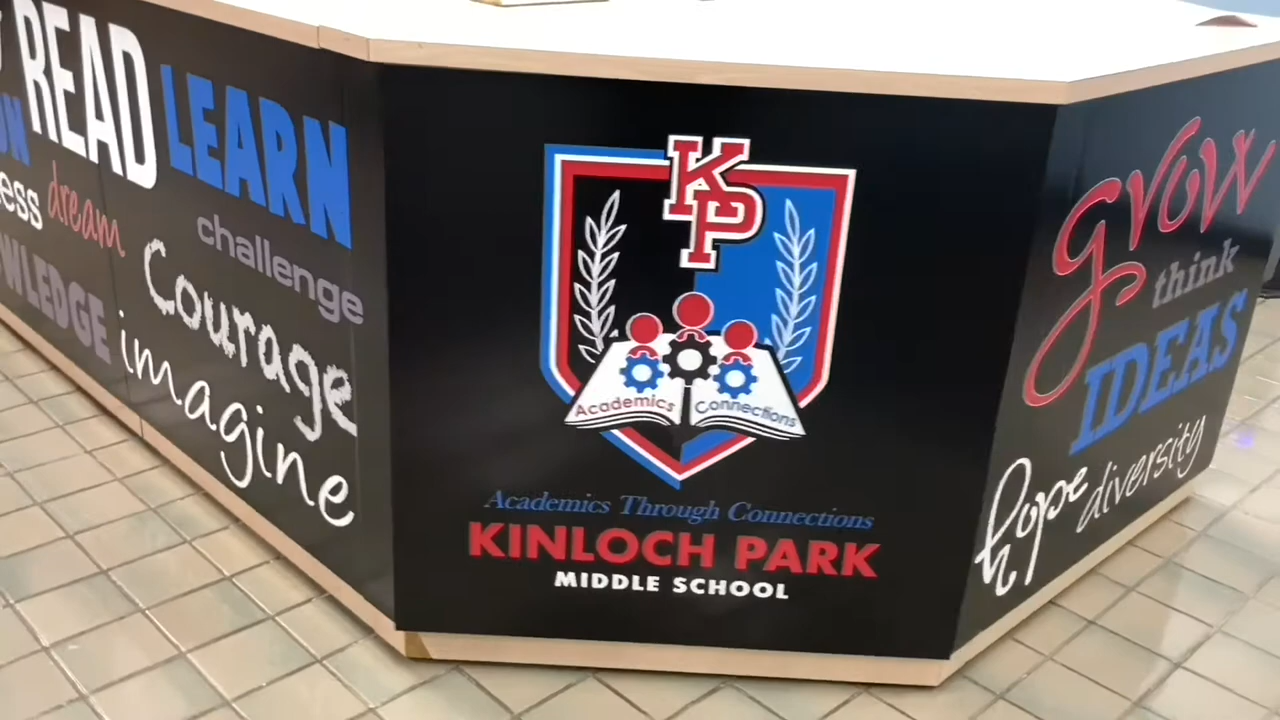 READ
LEARN
dream
challenge
Courage
imagine
KP
Academics Connections
Academics Through Connections
KINLOCH PARK
MIDDLE SCHOOL
grow
think
IDEAS
hope
diversity